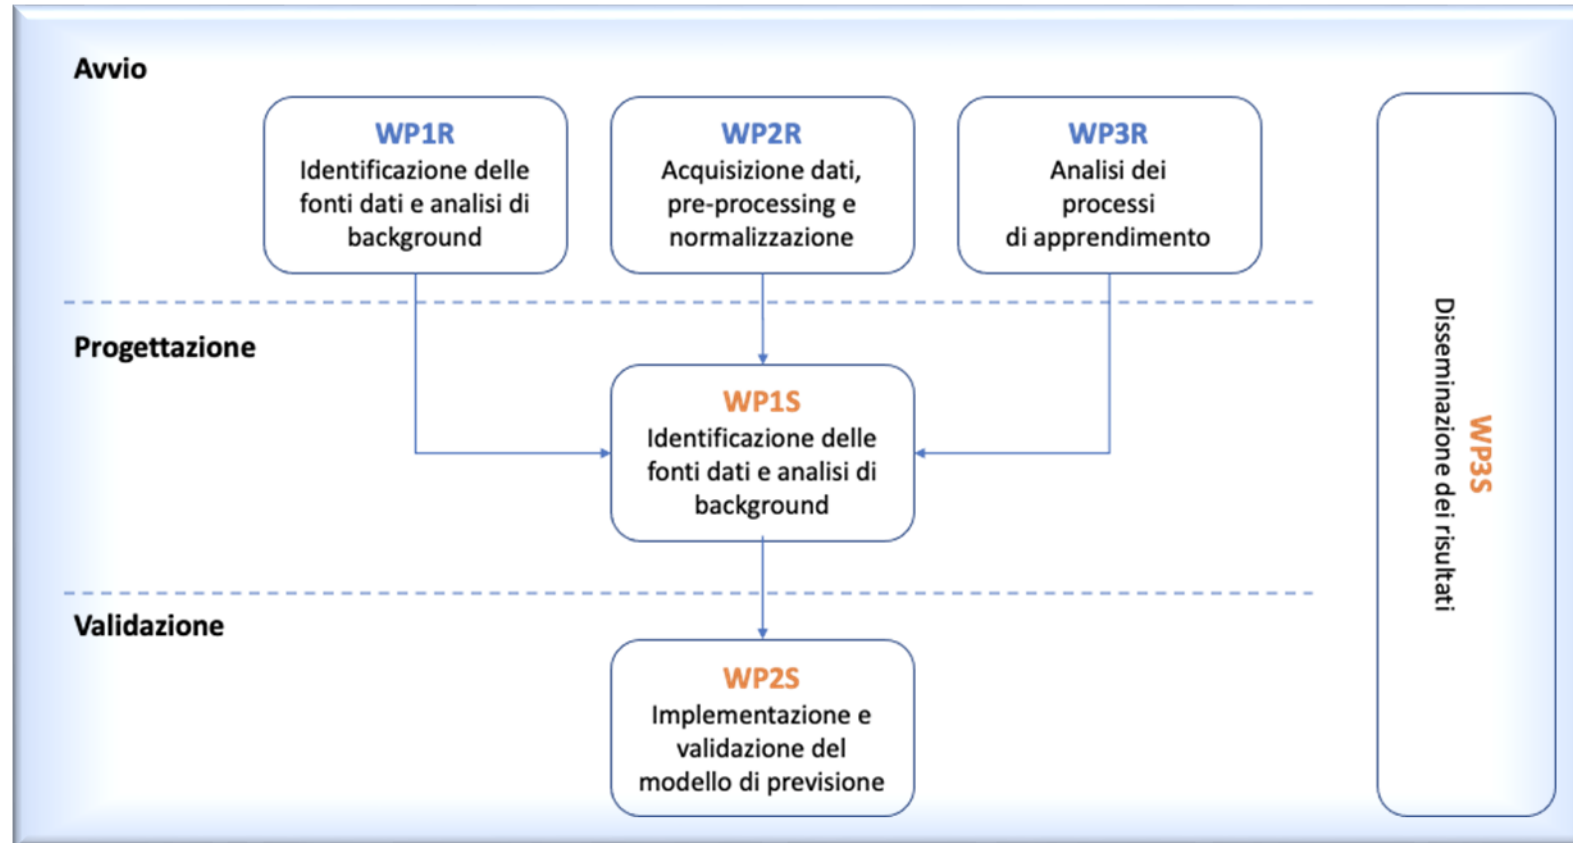 Avvio
WP1R
Identificazione delle
fonti dati e analisi di
background
WP2R
Acquisizione dati,
pre-processing e
normalizzazione
WP3R
Analisi dei
processi
di apprendimento
Progettazione
WP1S
Identificazione delle
fonti dati e analisi di
background
Validazione
WP2S
Implementazione e
validazione del
modello di previsione
WP3S
Disseminazione dei risultati